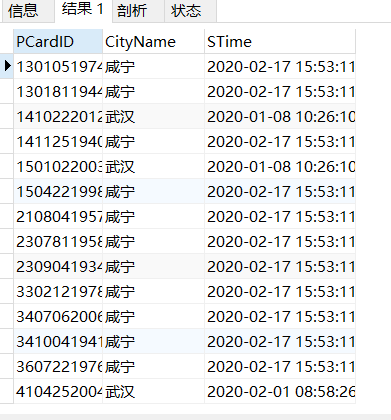 信息 结果 1 剖析 状态
PCardID CityName STime
1301051974 咸宁 2020-02-17 15:53:11
1301811944 咸宁 2020-02-17 15:53:11
1410222012 武汉 2020-01-08 10:26:10
1411251940 咸宁 2020-02-17 15:53:11
1501022003 武汉 2020-01-08 10:26:10
1504221998 咸宁 2020-02-17 15:53:11
2108041957 咸宁 2020-02-17 15:53:11
2307811958 咸宁 2020-02-17 15:53:11
2309041934 咸宁 2020-02-17 15:53:11
3302121978 咸宁 2020-02-17 15:53:11
3407062006 咸宁 2020-02-17 15:53:11
3410041941 咸宁 2020-02-17 15:53:11
3607221976 咸宁 2020-02-17 15:53:11
4104252004 武汉 2020-02-01 08:58:26